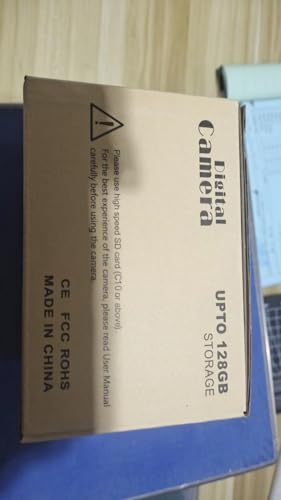 Digital
Camera
UPTO 128GB
STORAGE
Please use high speed SD card (C10 or above).
For the best experience of the camera, please read User Manual
carefully before using the camera.
CE FCC ROHS
MADE IN CHINA